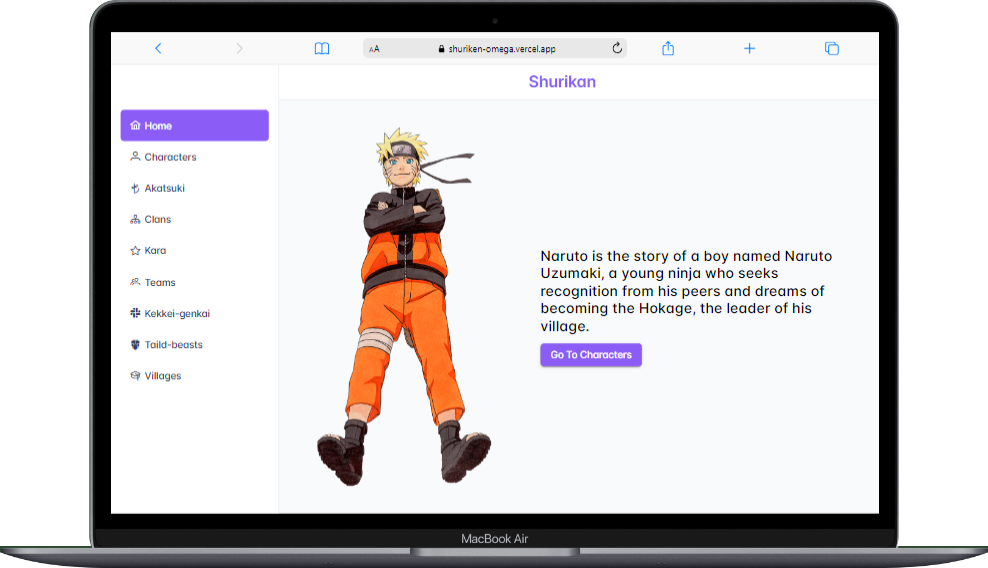 AA shuriken-omega.vercel.app
Shurikan
Home
Characters
Akatsuki
Clans
Kara
Teams
Kekkei-genkai
Taild-beasts
Villages
Naruto is the story of a boy named Naruto
Uzumaki, a young ninja who seeks
recognition from his peers and dreams of
becoming the Hokage, the leader of his
village.
Go To Characters
MacBook Air